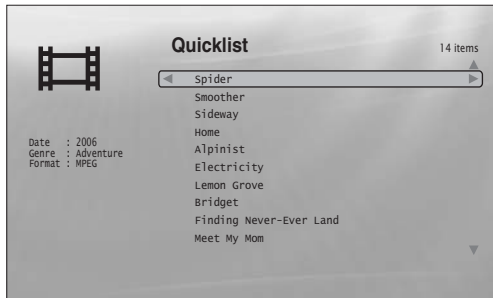 Quicklist
14 items
Spider
Smoother
Sideway
Home
Alpinist
Electricity
Lemon Grove
Bridget
Finding Never-Ever Land
Meet My Mom
Date : 2006
Genre : Adventure
Format : MPEG